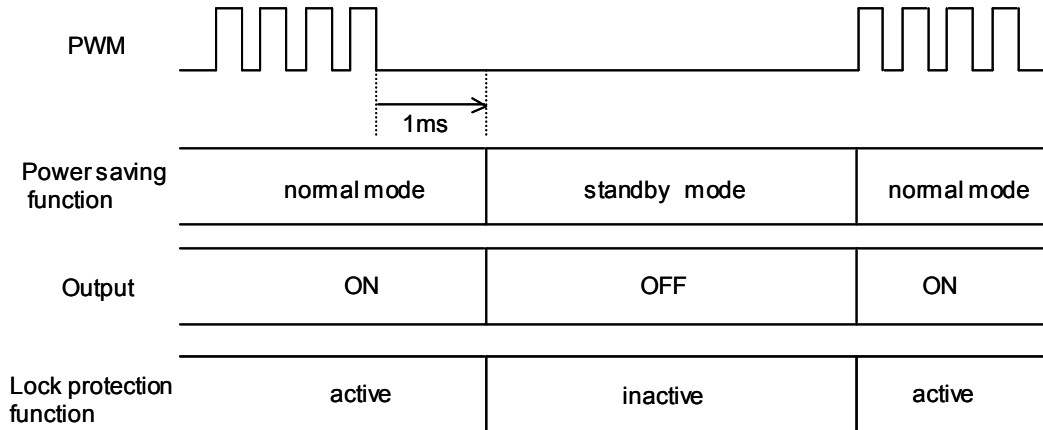 PWM
1ms
Power saving
function
normal mode
standby mode
normal mode
Output
ON
OFF
ON
Lock protection
function
active
inactive
active